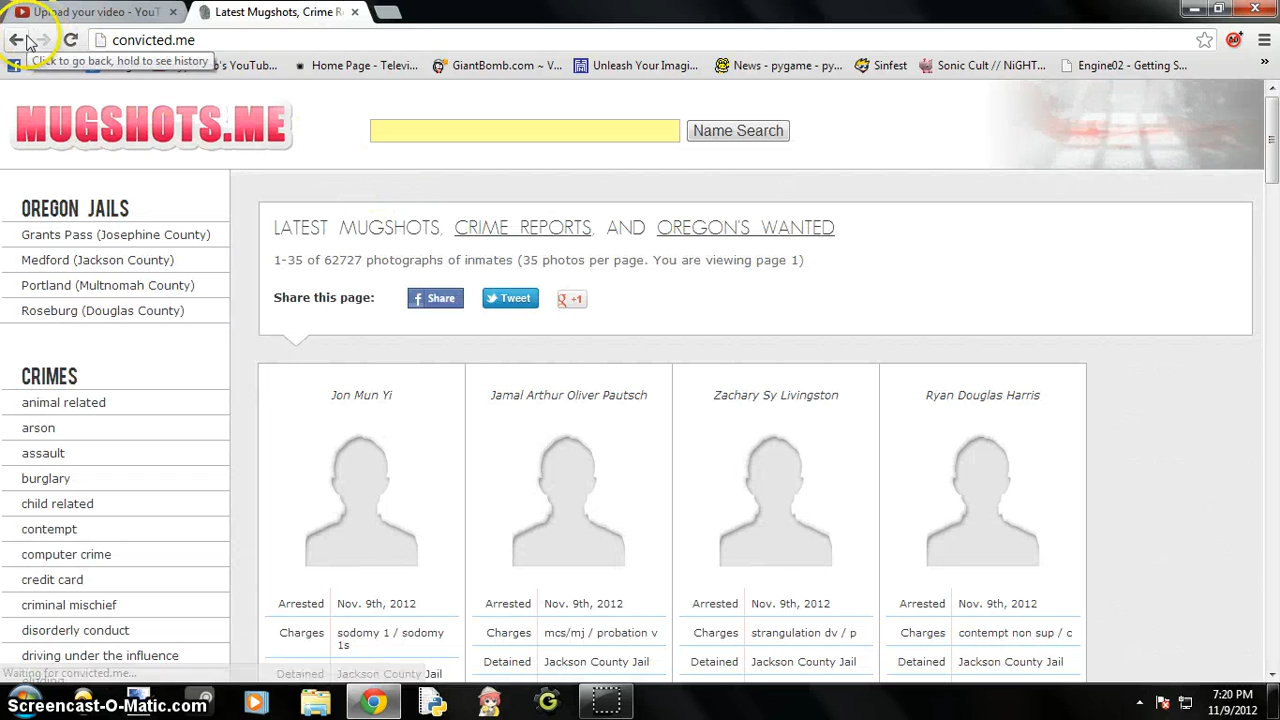 Upload your video - YouT
Latest Mugshots, Crime R
convicted.me
Click to go back, hold to see history
's YouTub...
Home Page - Televi...
GiantBomb.com ~ V...
Unleash Your Imagi...
News - pygame - py...
Sinfest
Sonic Cult // NiGHT...
Engine02 - Getting S...
»
MUGSHOTS.ME
Name Search
OREGON JAILS
Grants Pass (Josephine County)
Medford (Jackson County)
Portland (Multnomah County)
Roseburg (Douglas County)
CRIMES
animal related
arson
assault
burglary
child related
contempt
computer crime
credit card
criminal mischief
disorderly conduct
driving under the influence
LATEST MUGSHOTS, CRIME REPORTS, AND OREGON'S WANTED
1-35 of 62727 photographs of inmates (35 photos per page. You are viewing page 1)
Share this page:
f Share
Tweet
g +1
Jon Mun Yi
Arrested Nov. 9th, 2012
Charges sodomy 1 / sodomy
1s
Detained Jackson County Jail
Jamal Arthur Oliver Pautsch
Arrested Nov. 9th, 2012
Charges mcs/mj / probation v
Detained Jackson County Jail
Zachary Sy Livingston
Arrested Nov. 9th, 2012
Charges strangulation dv / p
Detained Jackson County Jail
Ryan Douglas Harris
Arrested Nov. 9th, 2012
Charges contempt non sup / c
Detained Jackson County Jail
Waiting for convicted.me...
Screencast-O-Matic.com
7:20 PM
11/9/2012